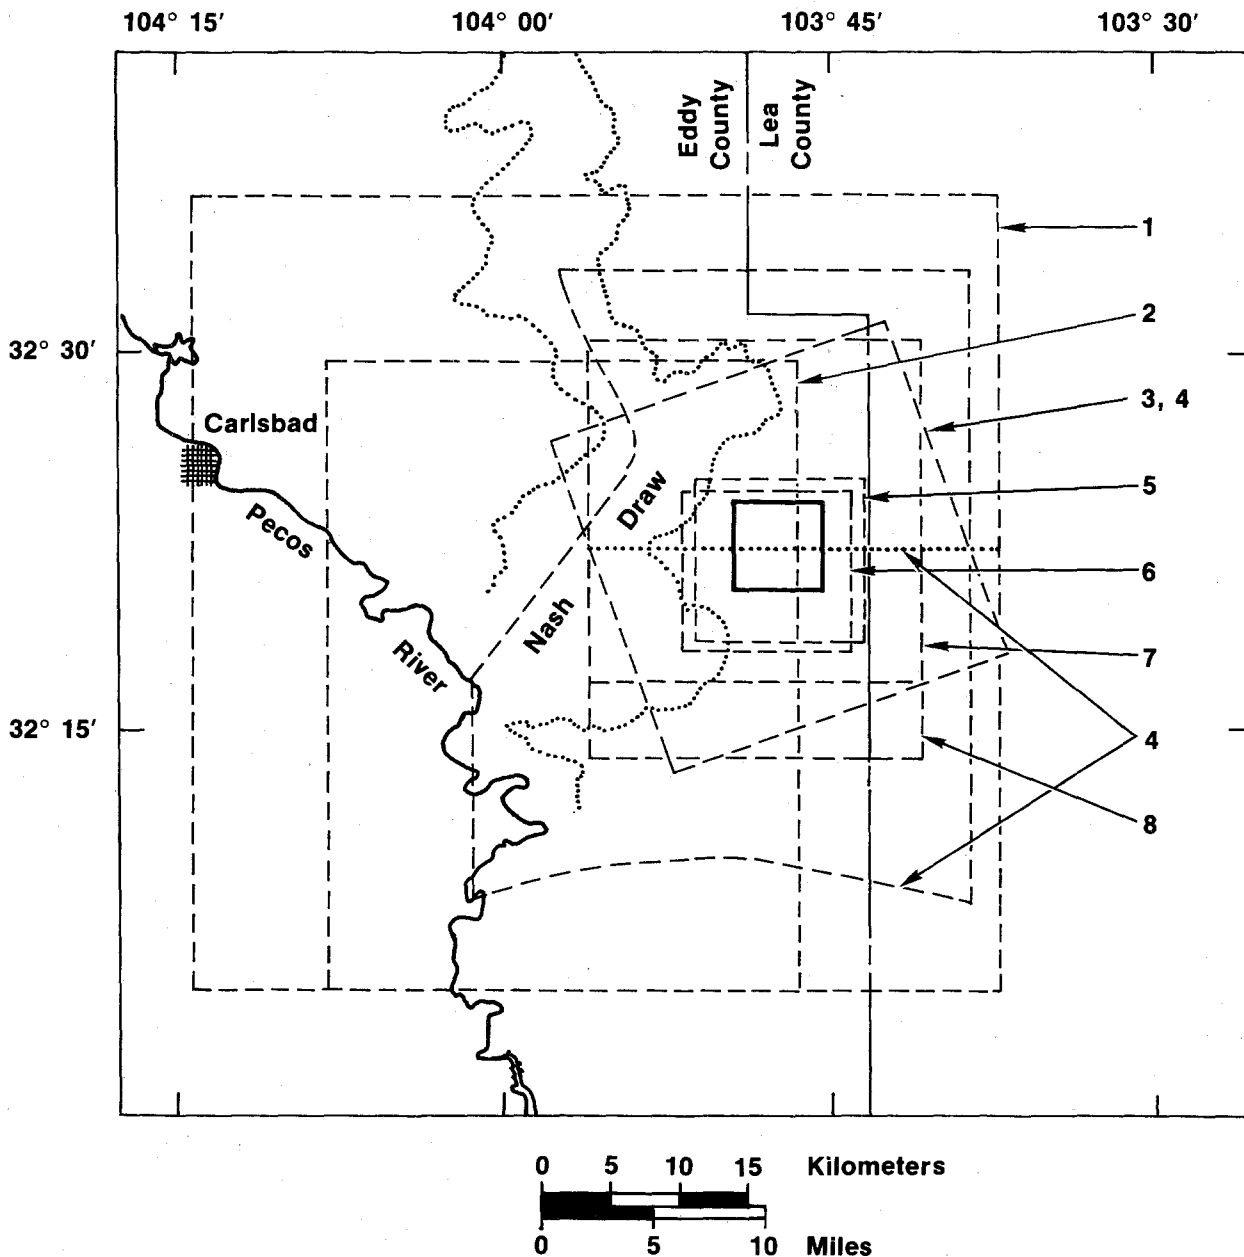 104° 15′
104° 00′
103° 45′
103° 30′
Eddy
County
Lea
County
1
2
32° 30′
3, 4
Carlsbad
5
Draw
Pecos
6
Nash
River
7
32° 15′
4
8
0 5 10 15 Kilometers
0 5 10 Miles